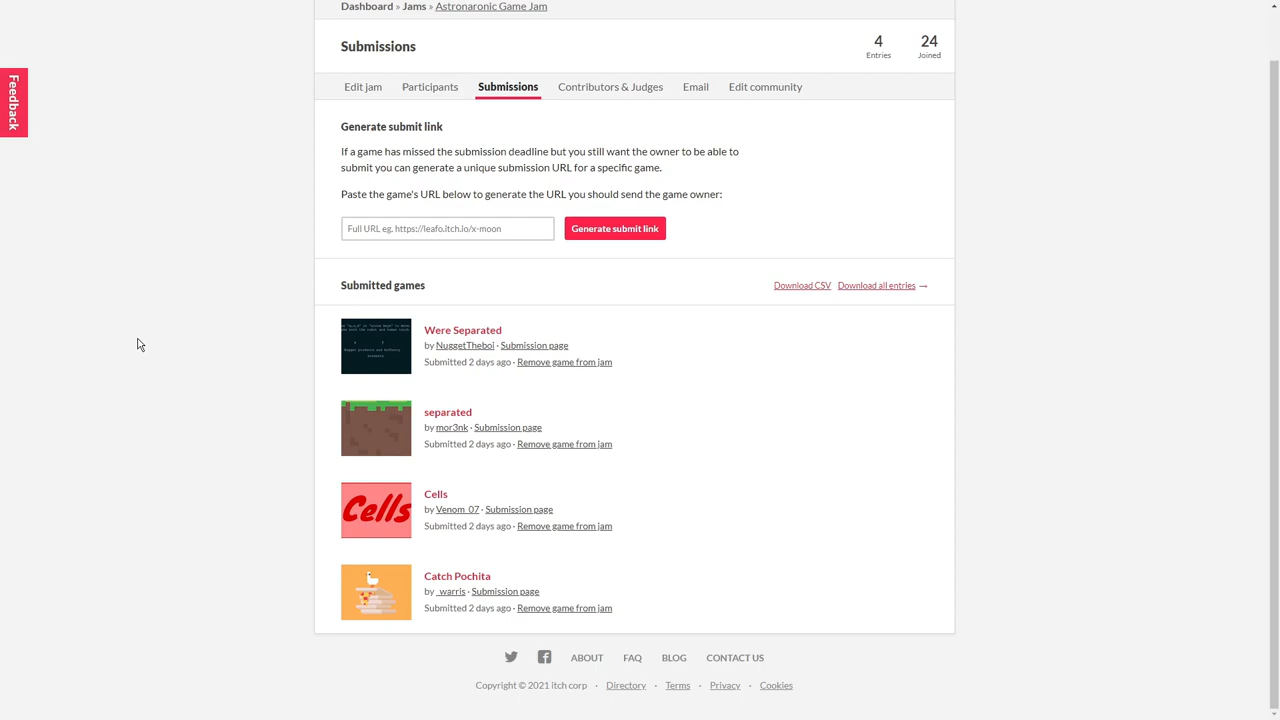 Dashboard » Jams » Astronaronic Game Jam
Submissions
4
Entries
24
Joined
Feedback
Edit jam
Participants
Submissions
Contributors & Judges
Email
Edit community
Generate submit link
If a game has missed the submission deadline but you still want the owner to be able to
submit you can generate a unique submission URL for a specific game.
Paste the game's URL below to generate the URL you should send the game owner:
Full URL eg. https://leafo.itch.io/x-moon
Generate submit link
Submitted games
Download CSV
Download all entries →
Were Separated
by NuggetTheboi · Submission page
Submitted 2 days ago · Remove game from jam
separated
by mor3nk · Submission page
Submitted 2 days ago · Remove game from jam
Cells
Cells
by Venom_07 · Submission page
Submitted 2 days ago · Remove game from jam
Catch Pochita
by _warris · Submission page
Submitted 2 days ago · Remove game from jam
ABOUT
FAQ
BLOG
CONTACT US
Copyright © 2021 itch corp · Directory · Terms · Privacy · Cookies